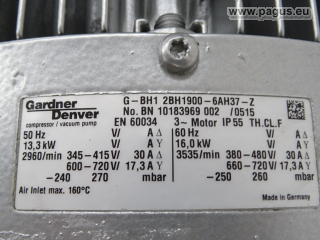 www.pagus.eu
Gardner
Denver
compressor / vacuum pump
G-BH1 2BH1900-6AH37-Z
No. BN 10183969 002 /0515
EN 60034 3~ Motor IP 55 TH.CL.F
50 Hz V/ A Δ 60 Hz V/ A Δ
13,3 kW V/ A Y 16,0 kW V/ A Y
2960/min 345-415 V/ 30 A Δ 3535/min 380-480 V/ 30 A Δ
600-720 V/ 17,3 A Y 660-720 V/ 17,3 A Y
-240 270 mbar -250 260 mbar
Air Inlet max. 160°C Made in Germany